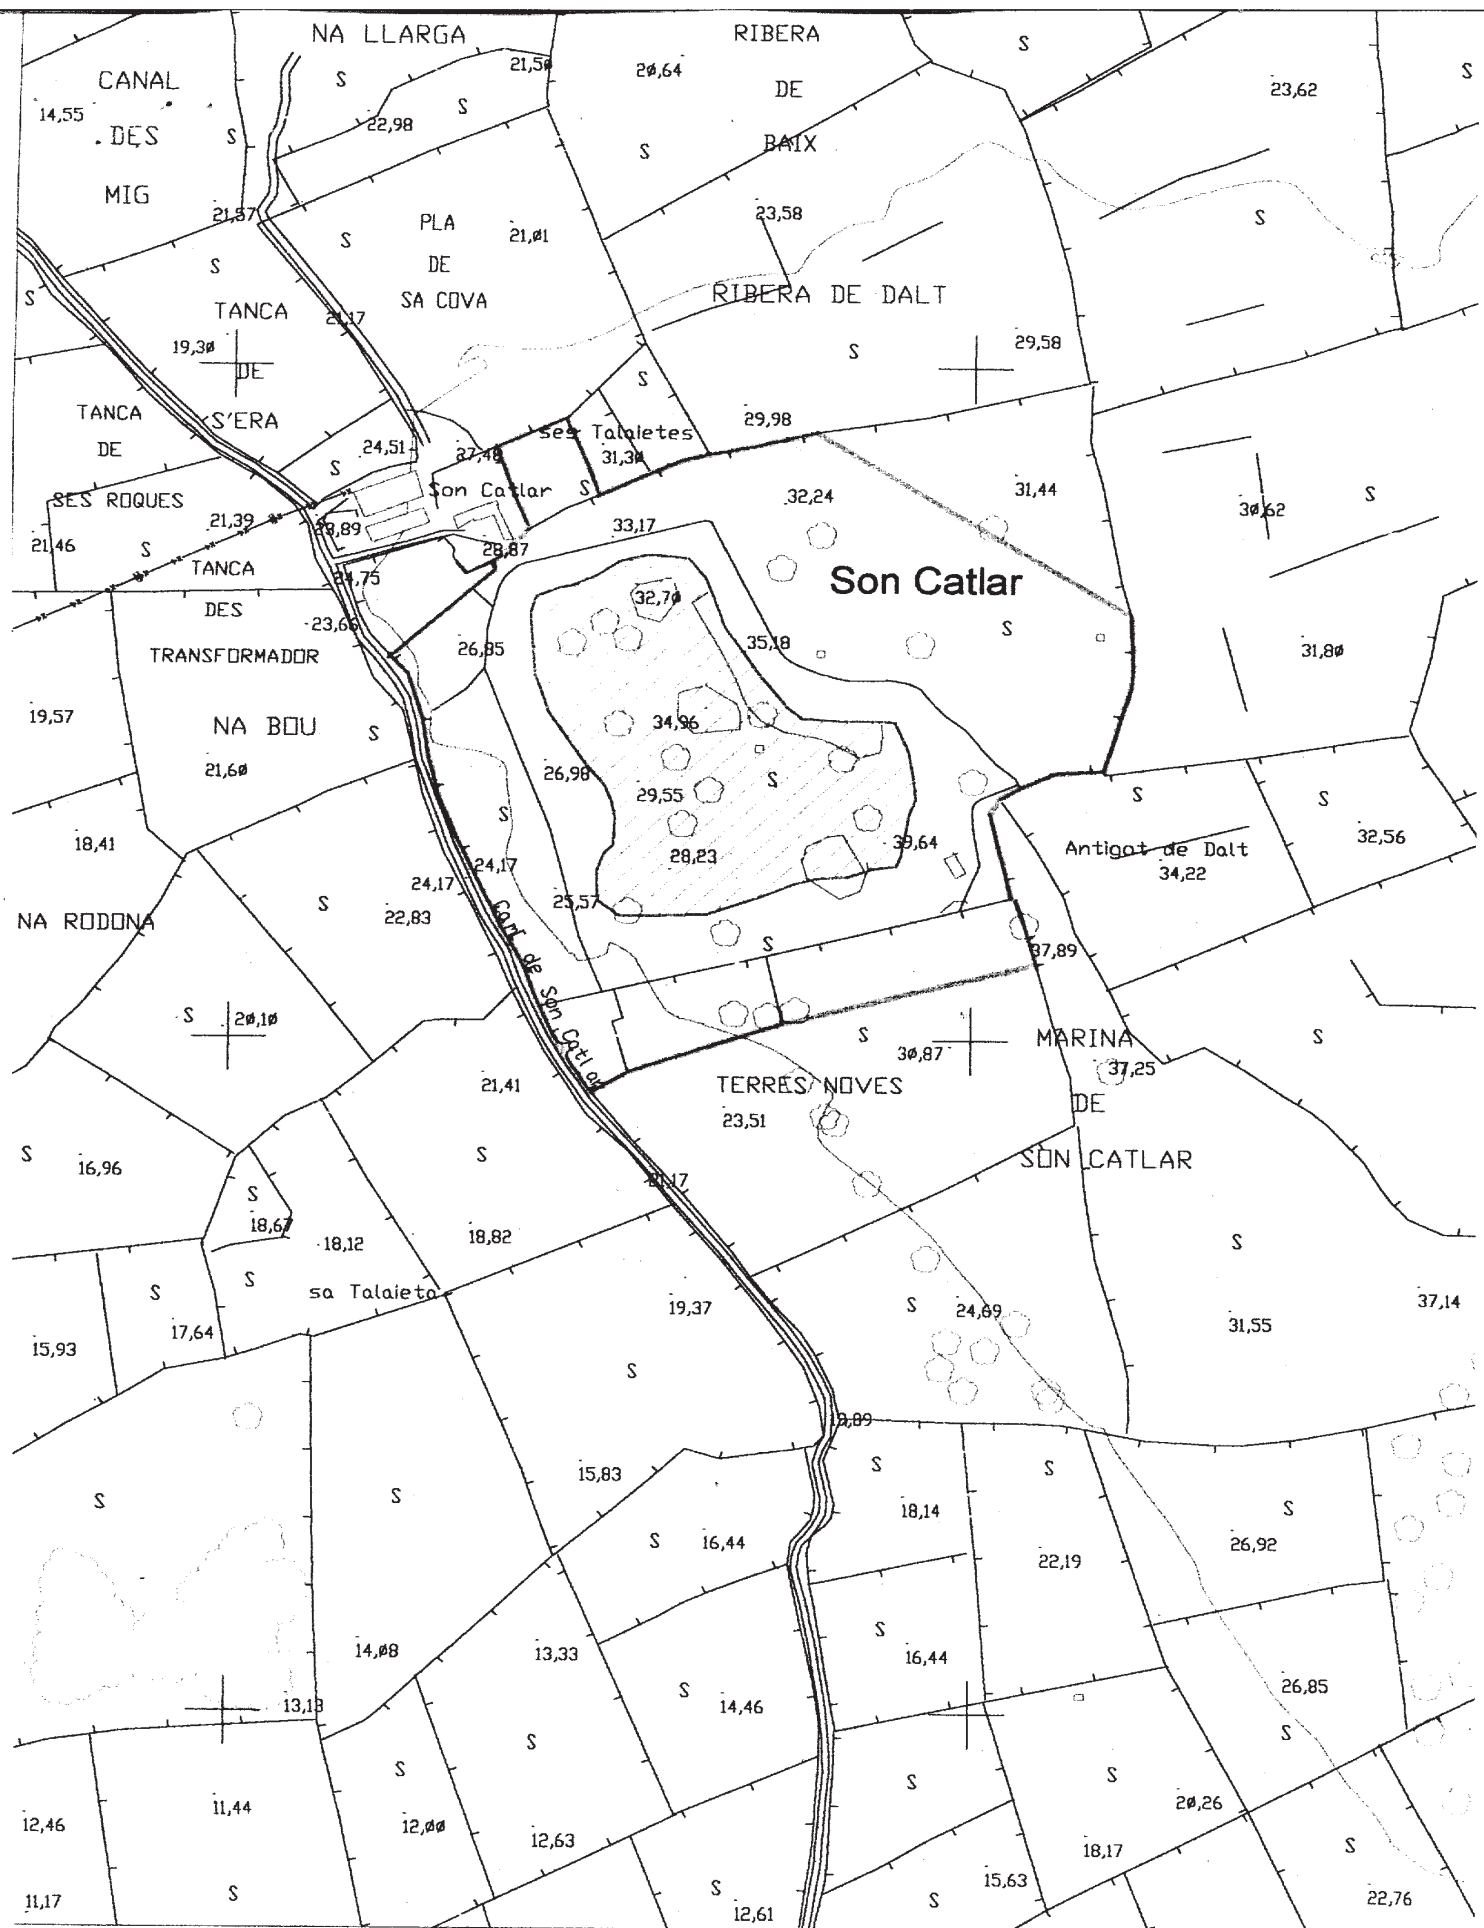 NA LLARGA
RIBERA
S
CANAL
S
21,50
20,64
S
23,62
DE
14,55
S
22,98
. DES
S
BAIX
S
MIG
21,57
PLA
23,58
S
S
21,01
S
DE
S
RIBERA DE DALT
SA COVA
TANCA
21,17
19,30
S
29,58
DE
S
TANCA
S'ERA
29,98
DE
24,51
27,48
ses Talaietes
31,30
S
Son Catlar
S
32,24
31,44
S
SES ROQUES
30,62
21,39
23,89
33,17
21,46
S
28,87
TANCA
24,75
Son Catlar
DES
32,70
23,66
S
TRANSFORMADOR
26,85
35,18
31,80
19,57
NA BOU
S
34,96
21,60
26,98
S
29,55
S
S
S
18,41
39,64
32,56
Antigot de Dalt
28,23
24,17
34,22
24,17
25,57
S
22,83
NA RODONA
Camí de Son Catlar
S
37,89
S
20,10
S
MARINA
S
30,87
37,25
21,41
TERRES NOVES
DE
23,51
S
S
SON CATLAR
16,96
21,17
S
18,67
18,12
18,82
S
S
S
sa Talaieta
19,37
S
24,69
37,14
17,64
31,55
15,93
S
19,89
S
S
15,83
S
S
18,14
S
S
16,44
26,92
22,19
S
14,08
13,33
16,44
S
26,85
13,13
14,46
S
S
S
S
S
11,44
20,26
12,46
12,00
12,63
S
18,17
15,63
11,17
S
S
S
22,76
12,61